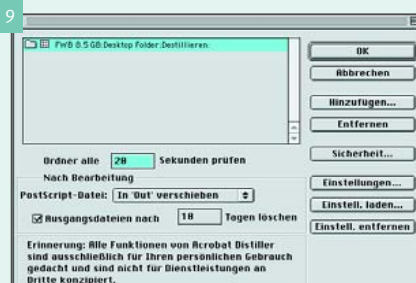 9
FWB 0.5 GB:Desktop Folder:Destillieren:
OK
Abbrechen
Hinzufügen...
Entfernen
Sicherheit...
Ordner alle 20 Sekunden prüfen
Nach Bearbeitung
Einstellungen...
PostScript-Datei: In 'Out' verschieben
Einstell. laden...
Ausgangsdateien nach 10 Tagen löschen
Einstell. entfernen
Erinnerung: Alle Funktionen von Acrobat Distiller
sind ausschließlich für Ihren persönlichen Gebrauch
gedacht und sind nicht für Dienstleistungen an
Dritte konzipiert.